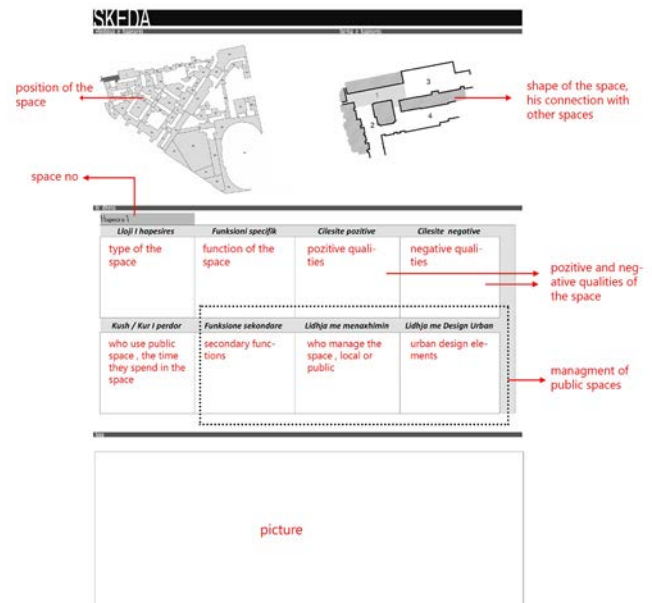 SKEDA
position of the
space
shape of the space,
his connection with
other spaces
1
2
3
4
space no
Hapesira 1
Lloji I hapesires
Funksioni specifik
Cilesite pozitive
Cilesite negative
type of the
space
function of the
space
pozitive quali-
ties
negative quali-
ties
pozitive and neg-
ative qualities of
the space
Kush / Kur I perdor
Funksione sekondare
Lidhja me menaxhimin
Lidhja me Design Urban
who use public
space , the time
they spend in the
space
secondary func-
tions
who manage the
space , local or
public
urban design ele-
ments
managment of
public spaces
picture